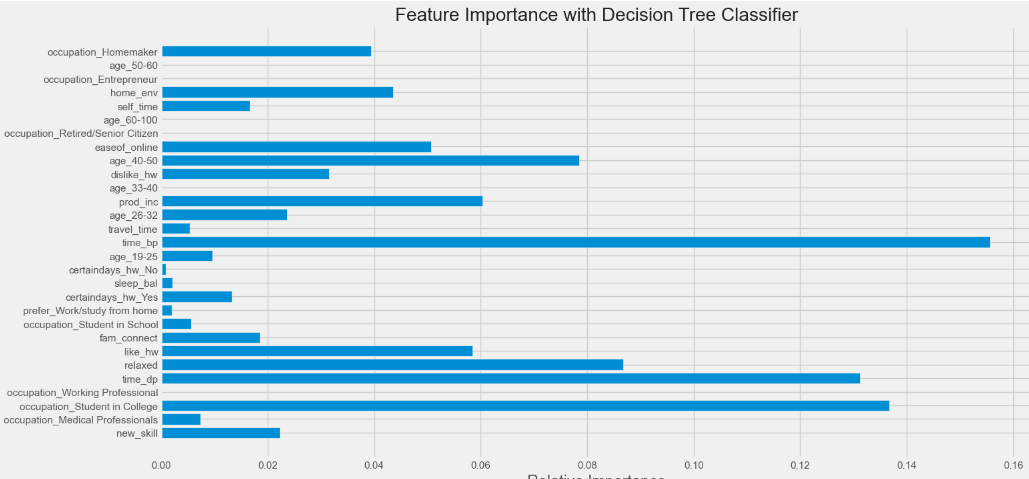 Feature Importance with Decision Tree Classifier
occupation_Homemaker
age_50-60
occupation_Entrepreneur
home_env
self_time
age_60-100
occupation_Retired/Senior Citizen
easeof_online
age_40-50
dislike_hw
age_33-40
prod_inc
age_26-32
travel_time
time_bp
age_19-25
certaindays_hw_No
sleep_bal
certaindays_hw_Yes
prefer_Work/study from home
occupation_Student in School
fam_connect
like_hw
relaxed
time_dp
occupation_Working Professional
occupation_Student in College
occupation_Medical Professionals
new_skill
0.00 0.02 0.04 0.06 0.08 0.10 0.12 0.14 0.16
Relative Importance